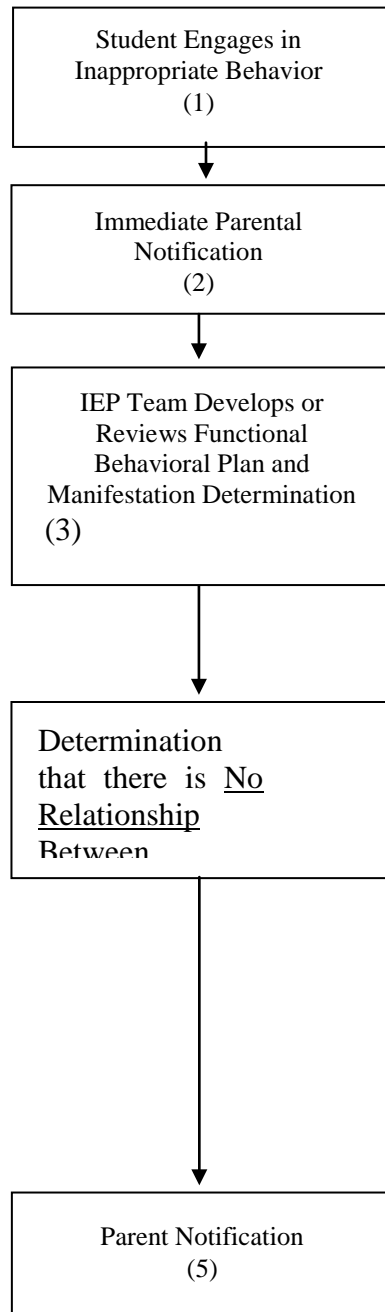 Student Engages in
Inappropriate Behavior
(1)
Immediate Parental
Notification
(2)
IEP Team Develops or
Reviews Functional
Behavioral Plan and
Manifestation Determination
(3)
Determination
that there is No
Relationship
Between
Parent Notification
(5)